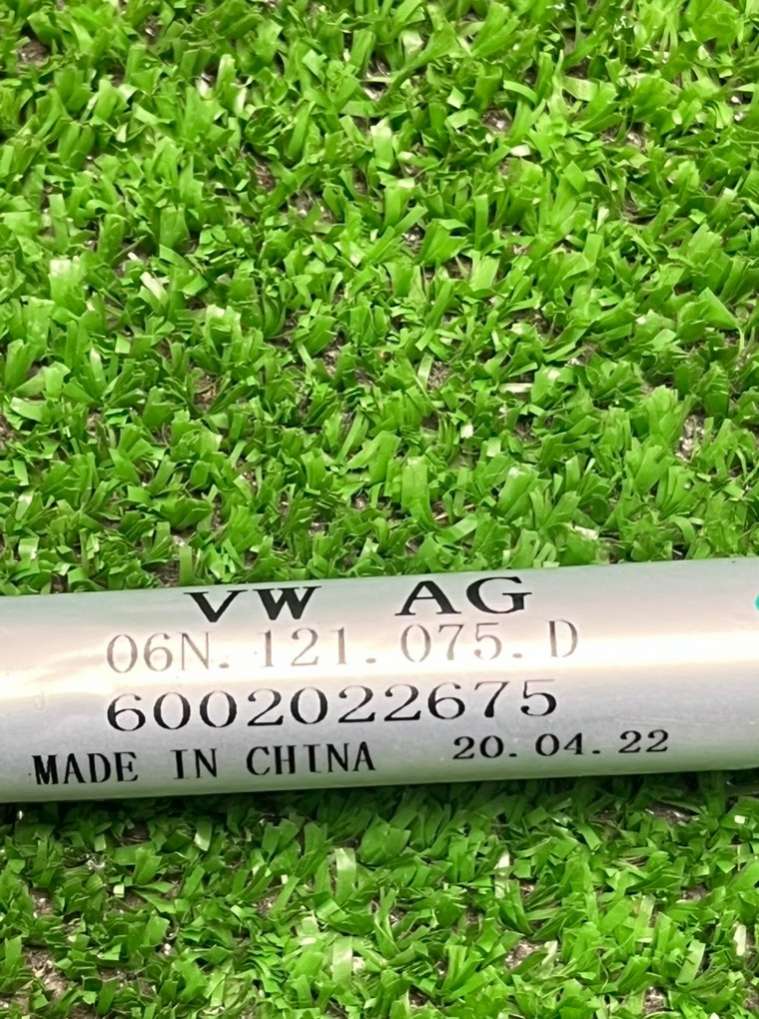 VW AG
06N.121.075.D
6002022675
MADE IN CHINA 20.04.22